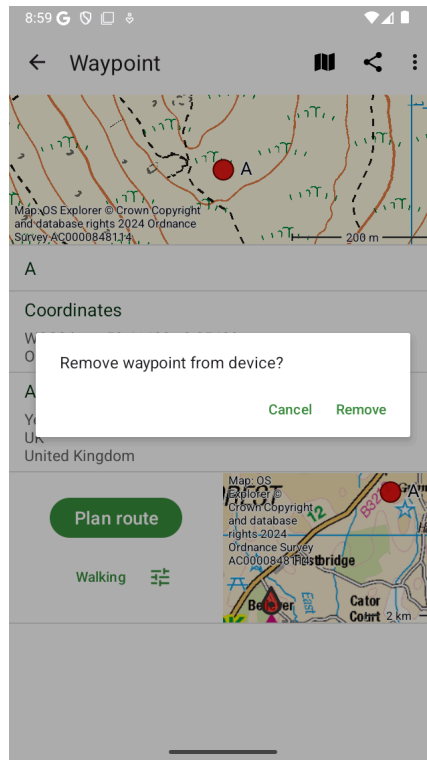 8:59 G
Waypoint
A
Map: OS Explorer © Crown Copyright
and database rights 2024 Ordnance
Survey AC0000848114
200 m
A
Coordinates
Remove waypoint from device?
Cancel
Remove
A
UK
United Kingdom
Plan route
Walking
Map: OS
Explorer ©
Crown Copyright
and database
rights 2024
Ordnance Survey
AC0000848114
12
A
East
Cator
Court
2 km